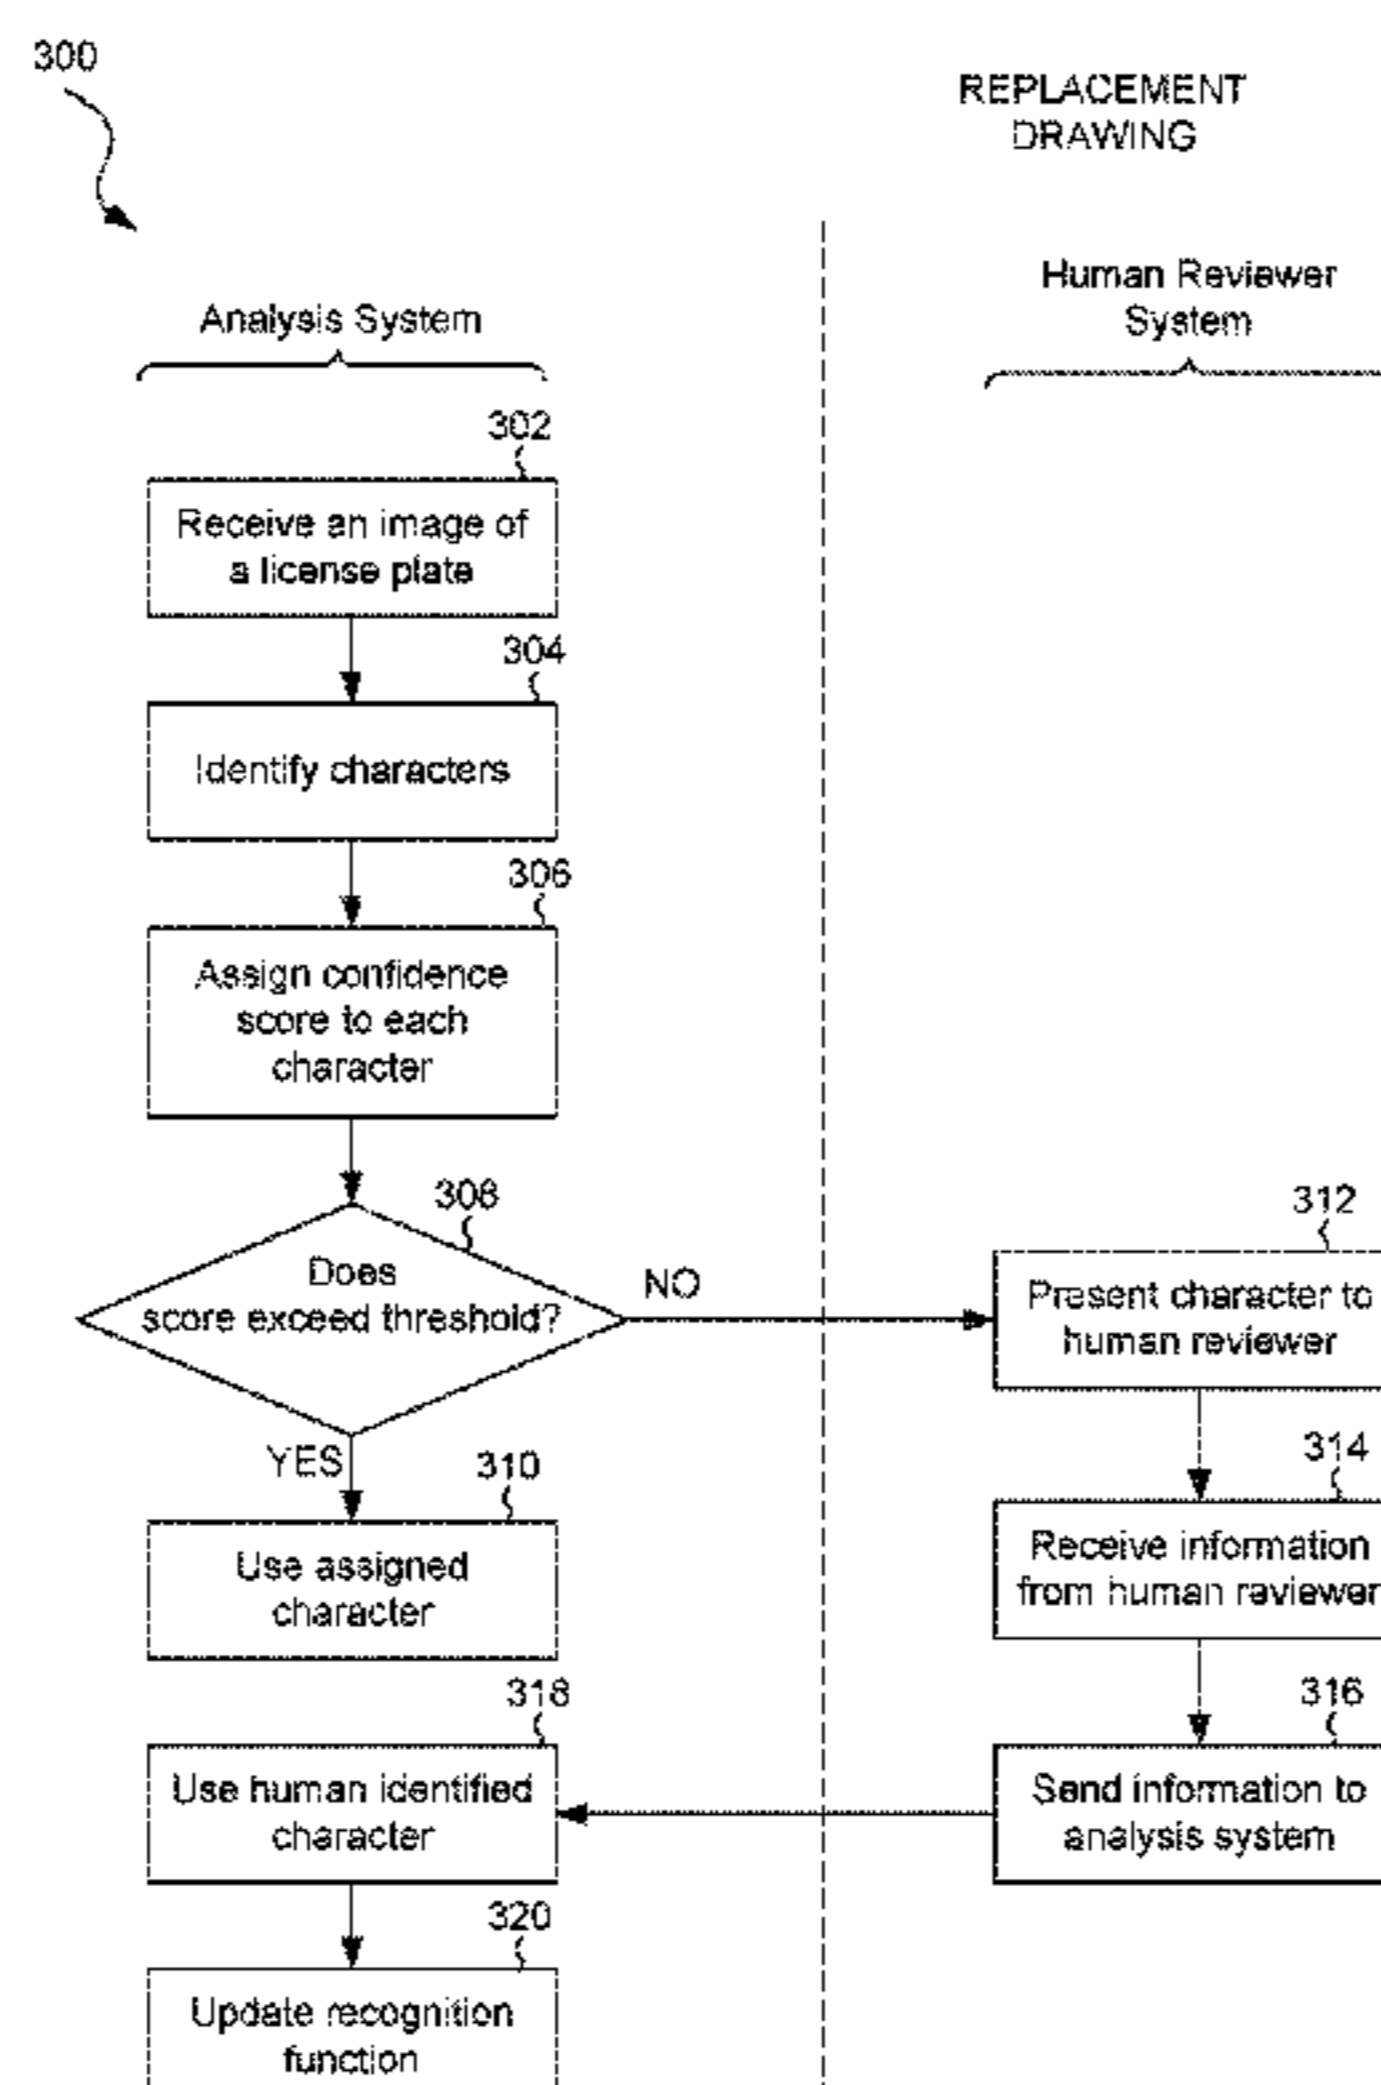 300
REPLACEMENT
DRAWING
Analysis System
Human Reviewer
System
302
Receive an image of
a license plate
304
Identify characters
306
Assign confidence
score to each
character
308
Does
score exceed threshold?
NO
YES
310
Use assigned
character
312
Present character to
human reviewer
314
Receive information
from human reviewer
316
Send information to
analysis system
318
Use human identified
character
320
Update recognition
function